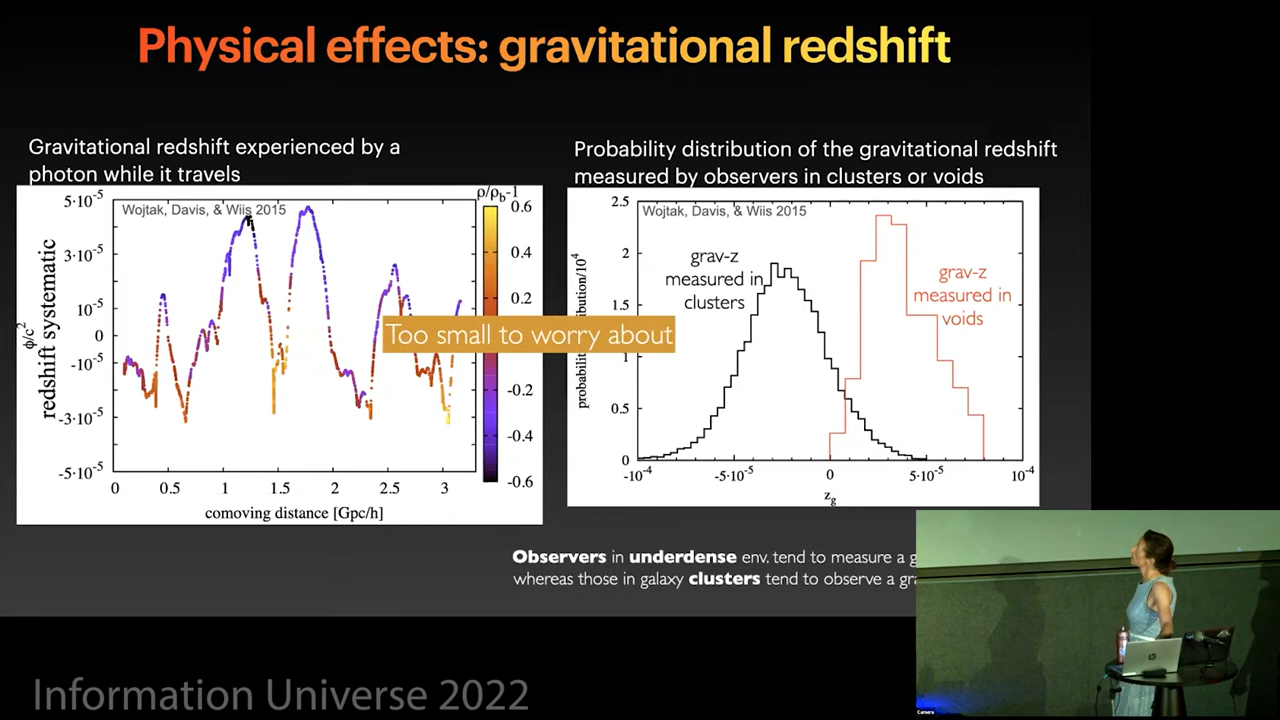 Physical effects: gravitational redshift
Gravitational redshift experienced by a
photon while it travels
Probability distribution of the gravitational redshift
measured by observers in clusters or voids
Wojtak, Davis, & Wiis 2015
ρ/ρb-1
5·10-5
3·10-5
10-5
0
-10-5
-3·10-5
-5·10-5
ϕ/c2
redshift systematic
0 0.5 1 1.5 2 2.5 3
comoving distance [Gpc/h]
0.6
0.4
0.2
-0.2
-0.4
-0.6
Too small to worry about
Wojtak, Davis, & Wiis 2015
2.5
2
1.5
1
0.5
0
grav-z
measured in
clusters
grav-z
measured in
voids
-10-4 -5·10-5 0 5·10-5 10-4
zg
Observers in underdense env. tend to measure a
whereas those in galaxy clusters tend to observe a
Information Universe 2022
Camera